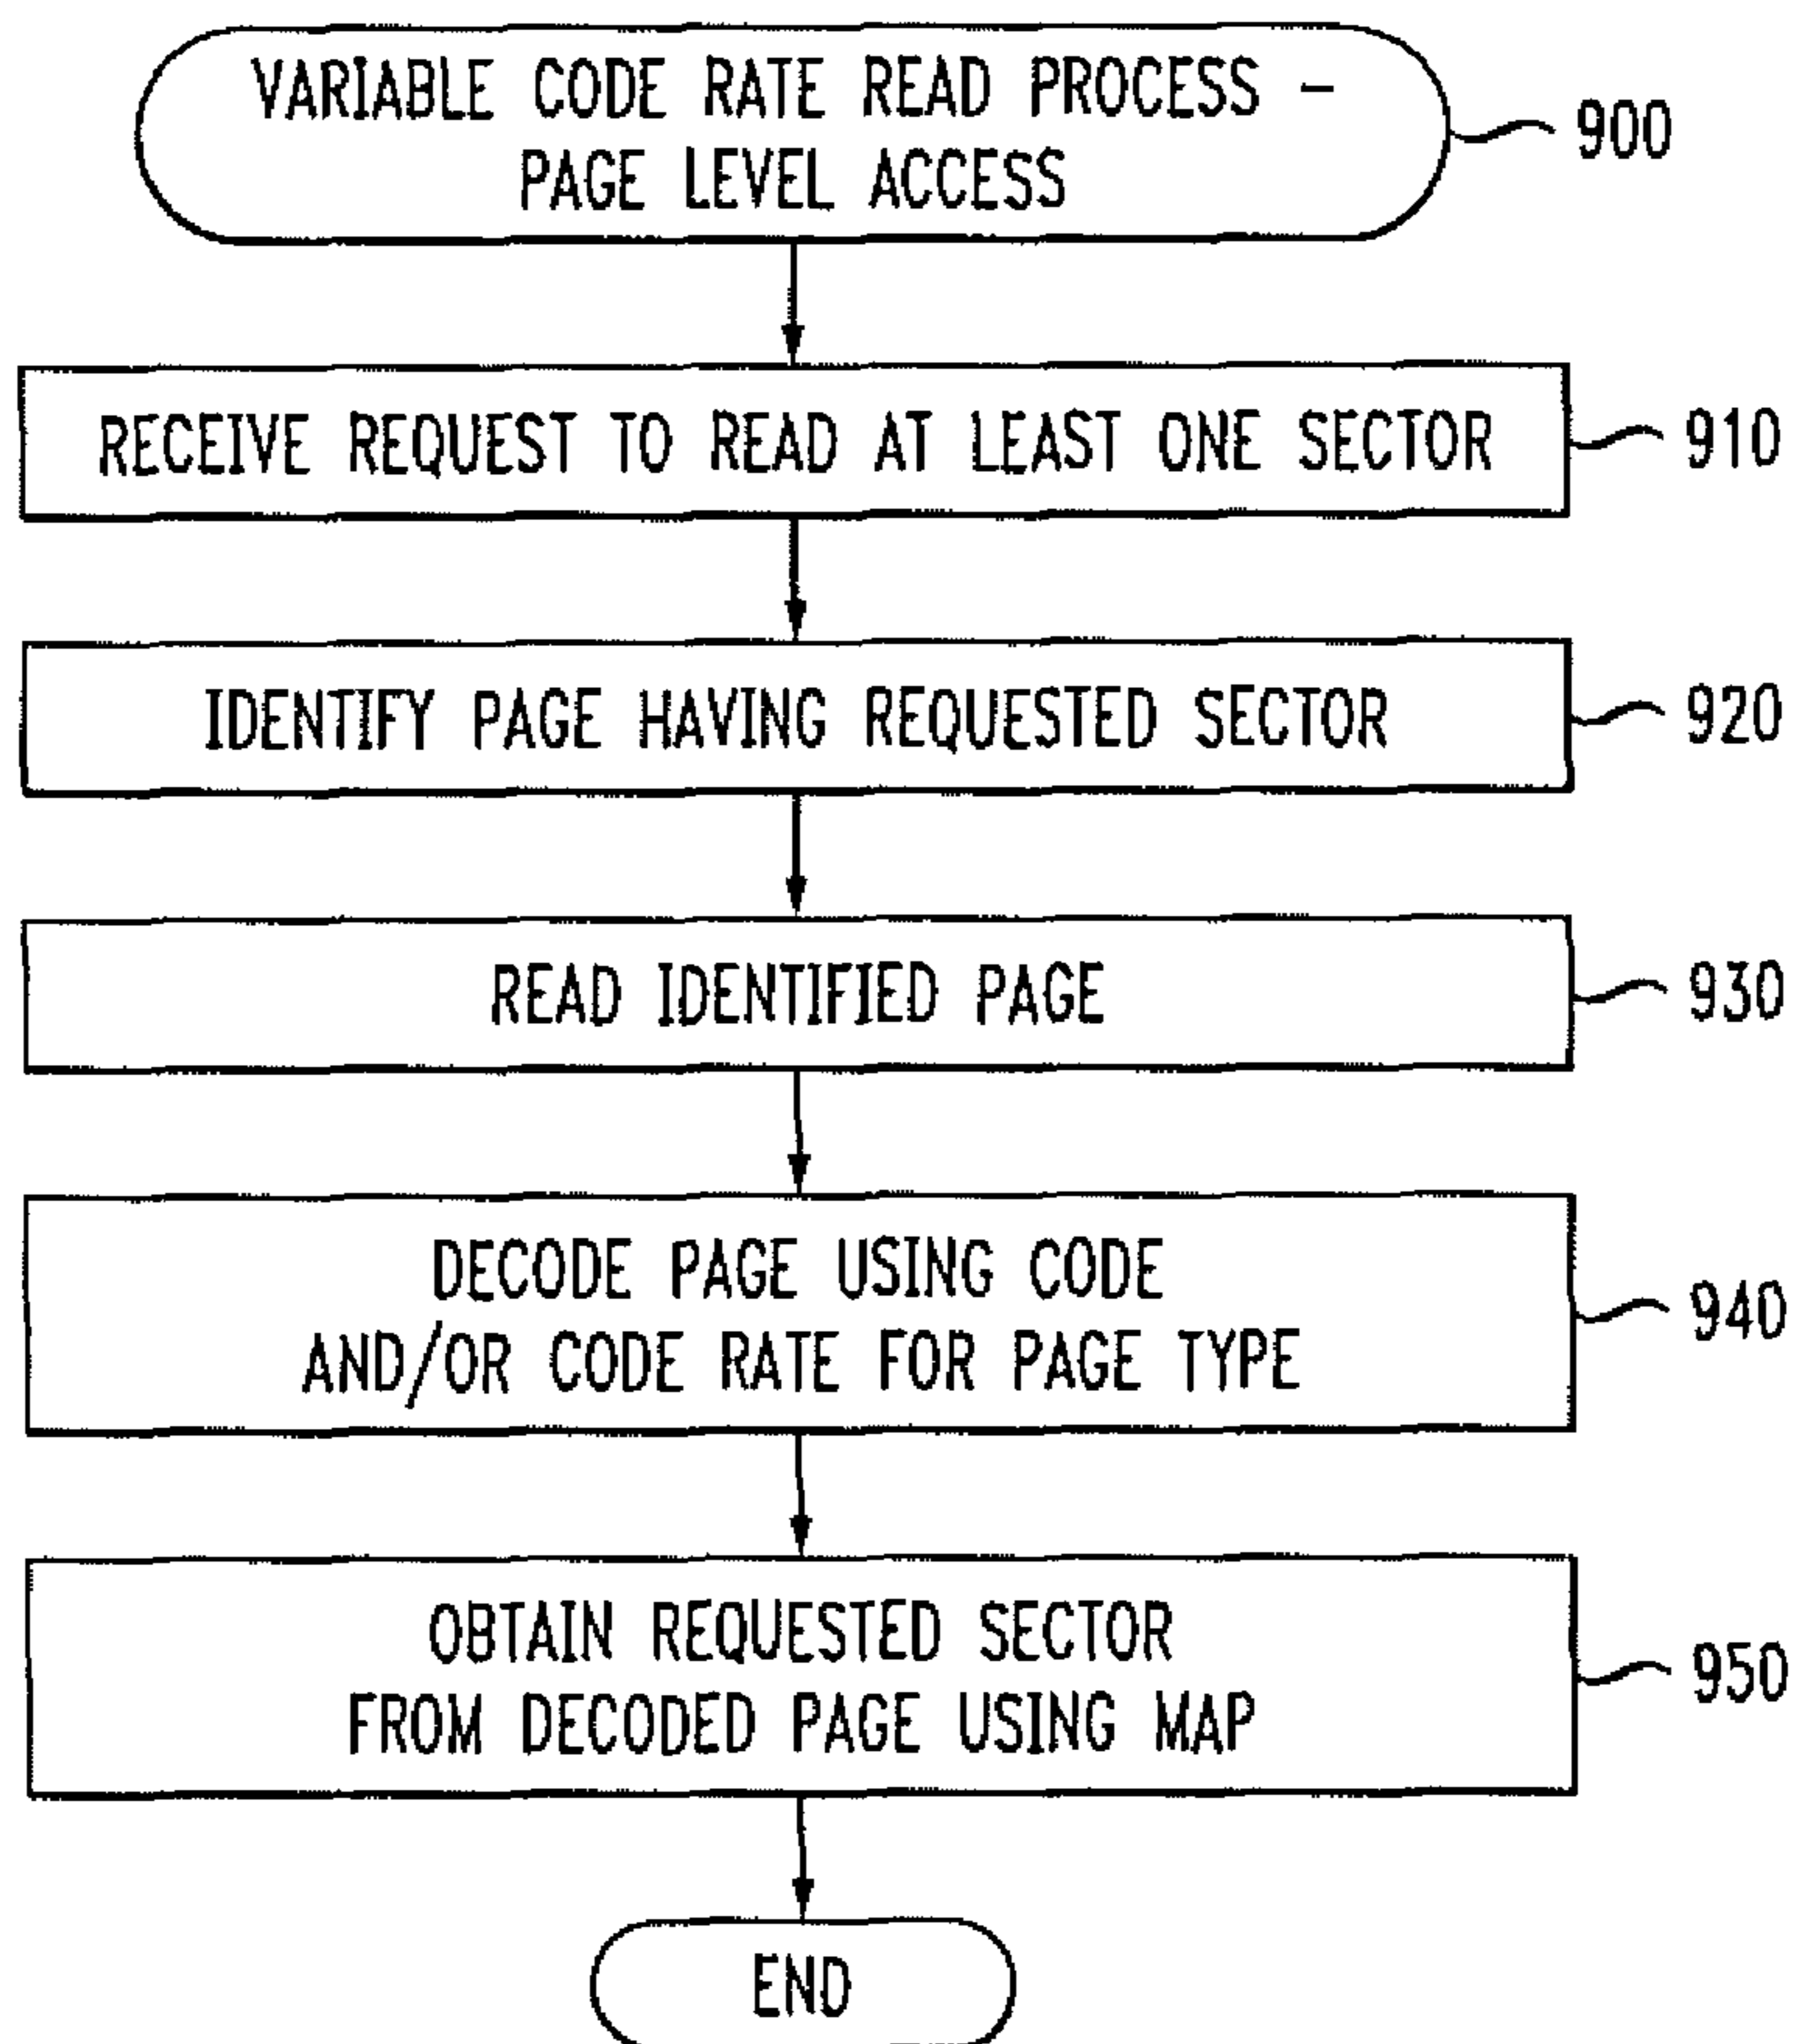 VARIABLE CODE RATE READ PROCESS -
PAGE LEVEL ACCESS
900
RECEIVE REQUEST TO READ AT LEAST ONE SECTOR
910
IDENTIFY PAGE HAVING REQUESTED SECTOR
920
READ IDENTIFIED PAGE
930
DECODE PAGE USING CODE
AND/OR CODE RATE FOR PAGE TYPE
940
OBTAIN REQUESTED SECTOR
FROM DECODED PAGE USING MAP
950
END